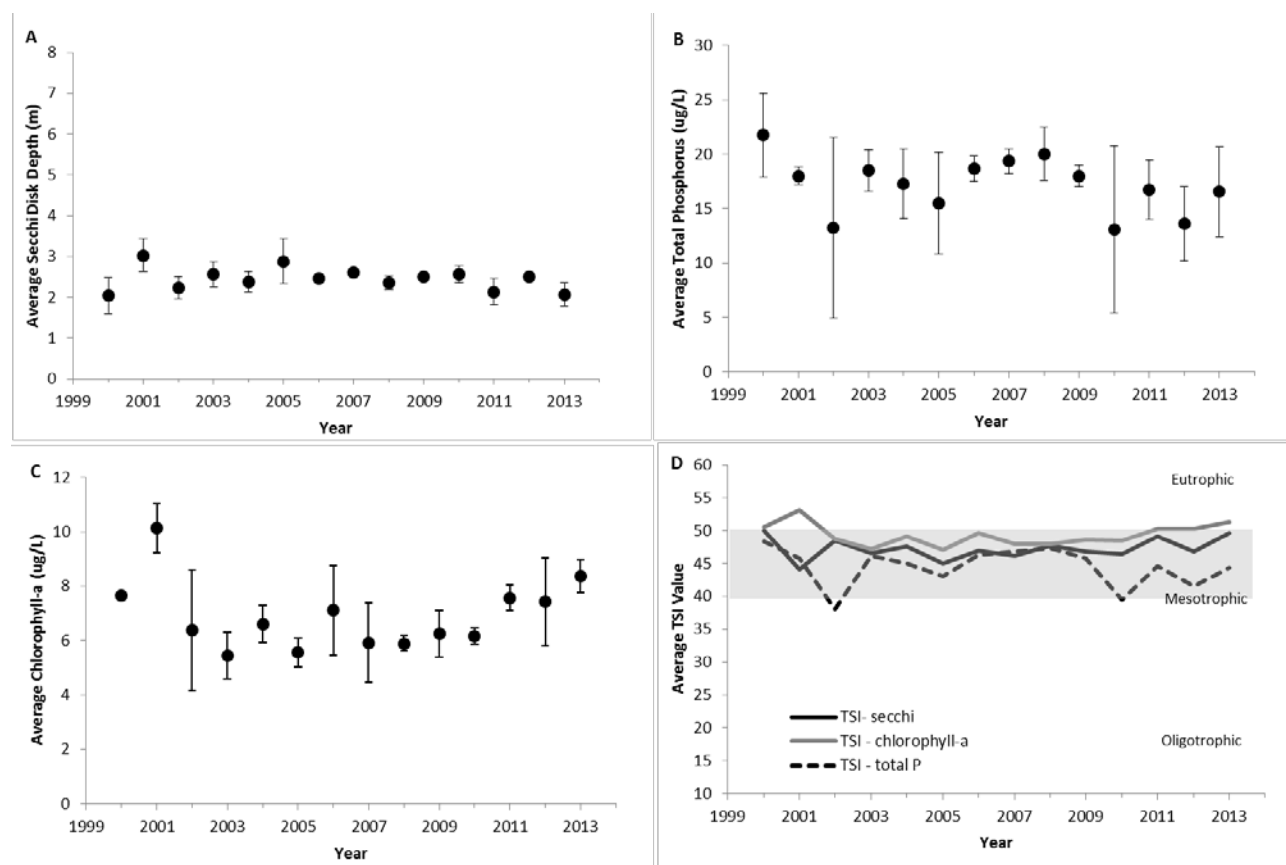 A
Average Secchi Disk Depth (m)
8
7
6
5
4
3
2
1
0
1999 2001 2003 2005 2007 2009 2011 2013
Year
B
Average Total Phosphorus (ug/L)
30
25
20
15
10
5
0
1999 2001 2003 2005 2007 2009 2011 2013
Year
C
Average Chlorophyll-a (ug/L)
12
10
8
6
4
2
0
1999 2001 2003 2005 2007 2009 2011 2013
Year
D
Average TSI Value
60
55
50
45
40
35
30
25
20
15
10
Eutrophic
Mesotrophic
Oligotrophic
TSI- secchi
TSI - chlorophyll-a
TSI - total P
1999 2001 2003 2005 2007 2009 2011 2013
Year